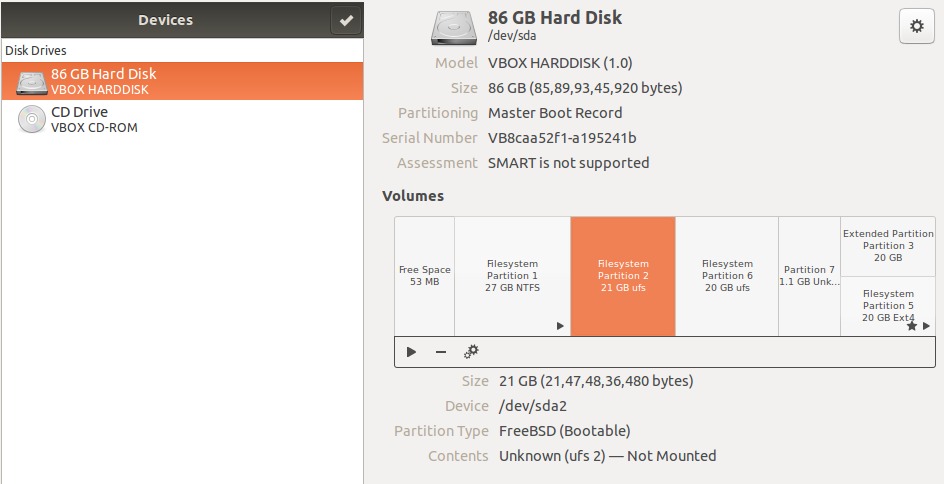 Devices
Disk Drives
86 GB Hard Disk
VBOX HARDDISK
CD Drive
VBOX CD-ROM
86 GB Hard Disk
/dev/sda
Model VBOX HARDDISK (1.0)
Size 86 GB (85,89,93,45,920 bytes)
Partitioning Master Boot Record
Serial Number VB8caa52f1-a195241b
Assessment SMART is not supported
Volumes
Free Space
53 MB
Filesystem
Partition 1
27 GB NTFS
Filesystem
Partition 2
21 GB ufs
Filesystem
Partition 6
20 GB ufs
Partition 7
1.1 GB Unk...
Extended Partition
Partition 3
20 GB
Filesystem
Partition 5
20 GB Ext4
Size 21 GB (21,47,48,36,480 bytes)
Device /dev/sda2
Partition Type FreeBSD (Bootable)
Contents Unknown (ufs 2) — Not Mounted